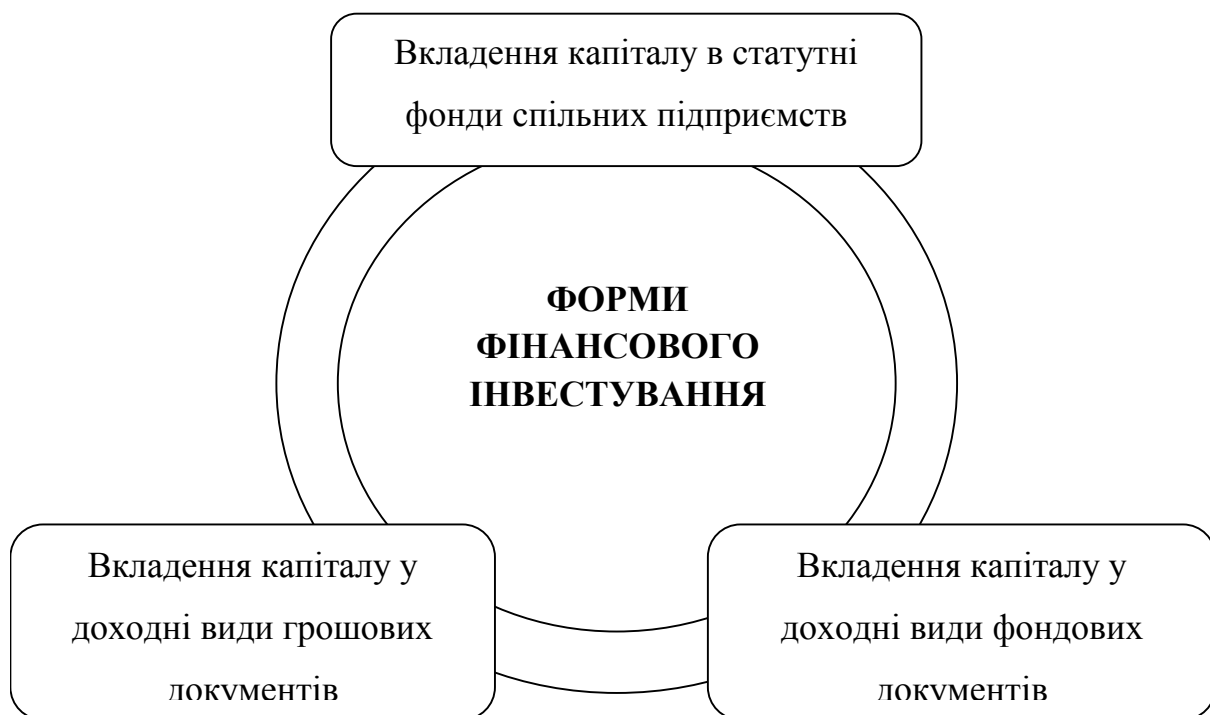 Вкладення капіталу в статутні
фонди спільних підприємств
ФОРМИ
ФІНАНСОВОГО
ІНВЕСТУВАННЯ
Вкладення капіталу у
доходні види грошових
документів
Вкладення капіталу у
доходні види фондових
документів